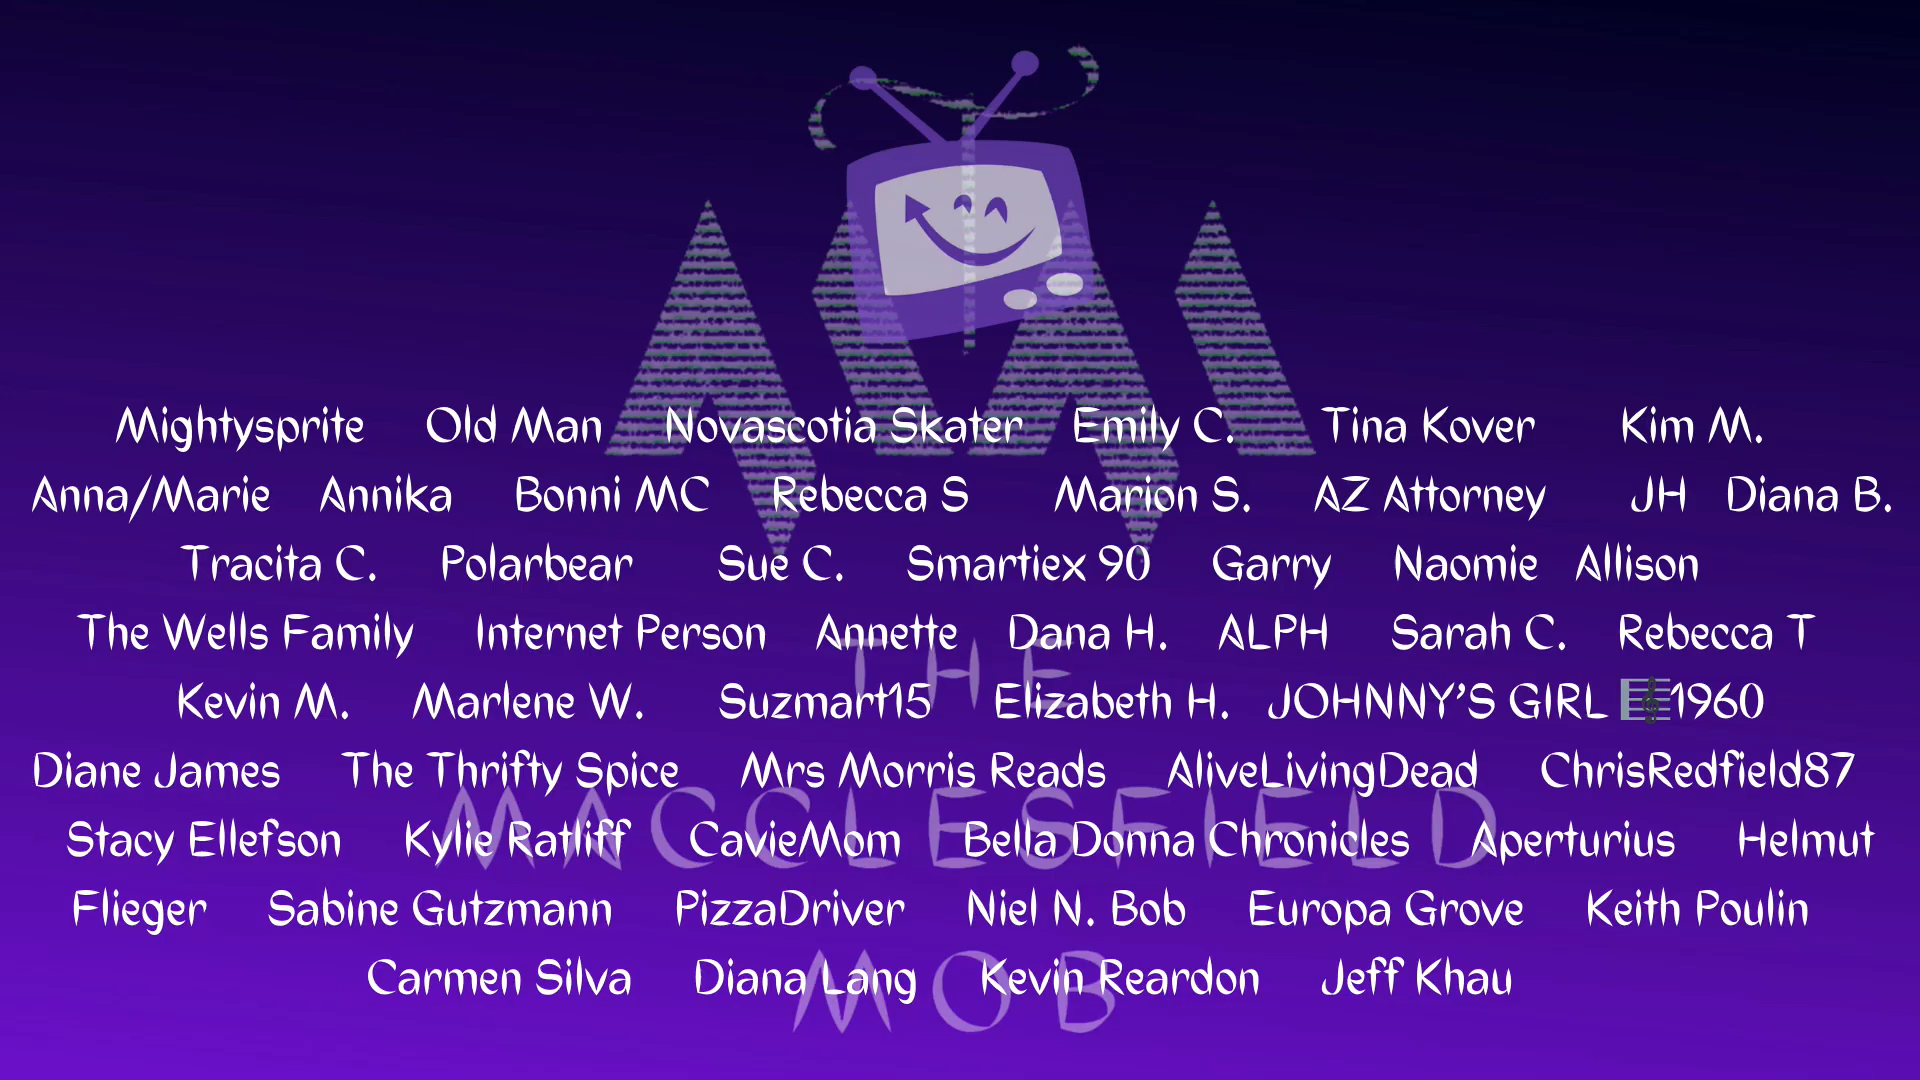 Mightysprite Old Man Novascotia Skater Emily C. Tina Kover Kim M.
Anna/Marie Annika Bonni MC Rebecca S Marion S. AZ Attorney JH Diana B.
Tracita C. Polarbear Sue C. Smartiex 90 Garry Naomie Allison
The Wells Family Internet Person Annette Dana H. ALPH Sarah C. Rebecca T
THE
Kevin M. Marlene W. Suzmart15 Elizabeth H. JOHNNY'S GIRL 🎼1960
Diane James The Thrifty Spice Mrs Morris Reads AliveLivingDead ChrisRedfield87
MACCLESFIELD
Stacy Ellefson Kylie Ratliff CavieMom Bella Donna Chronicles Aperturius Helmut
Flieger Sabine Gutzmann PizzaDriver Niel N. Bob Europa Grove Keith Poulin
Carmen Silva Diana Lang Kevin Reardon Jeff Khau
MOB